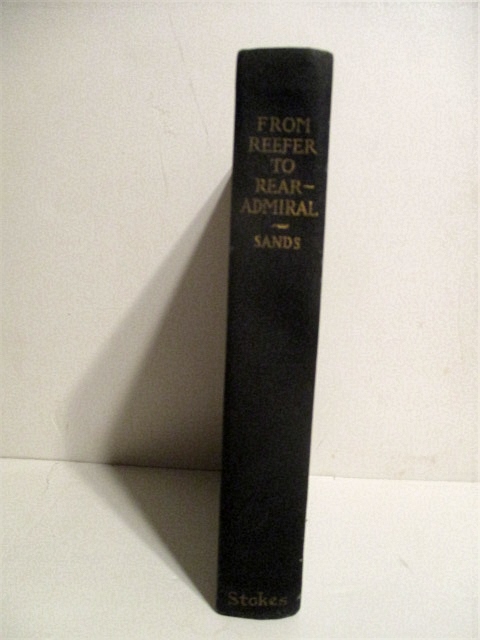 FROM
REEFER
TO
REAR-
ADMIRAL
SANDS
Stokes